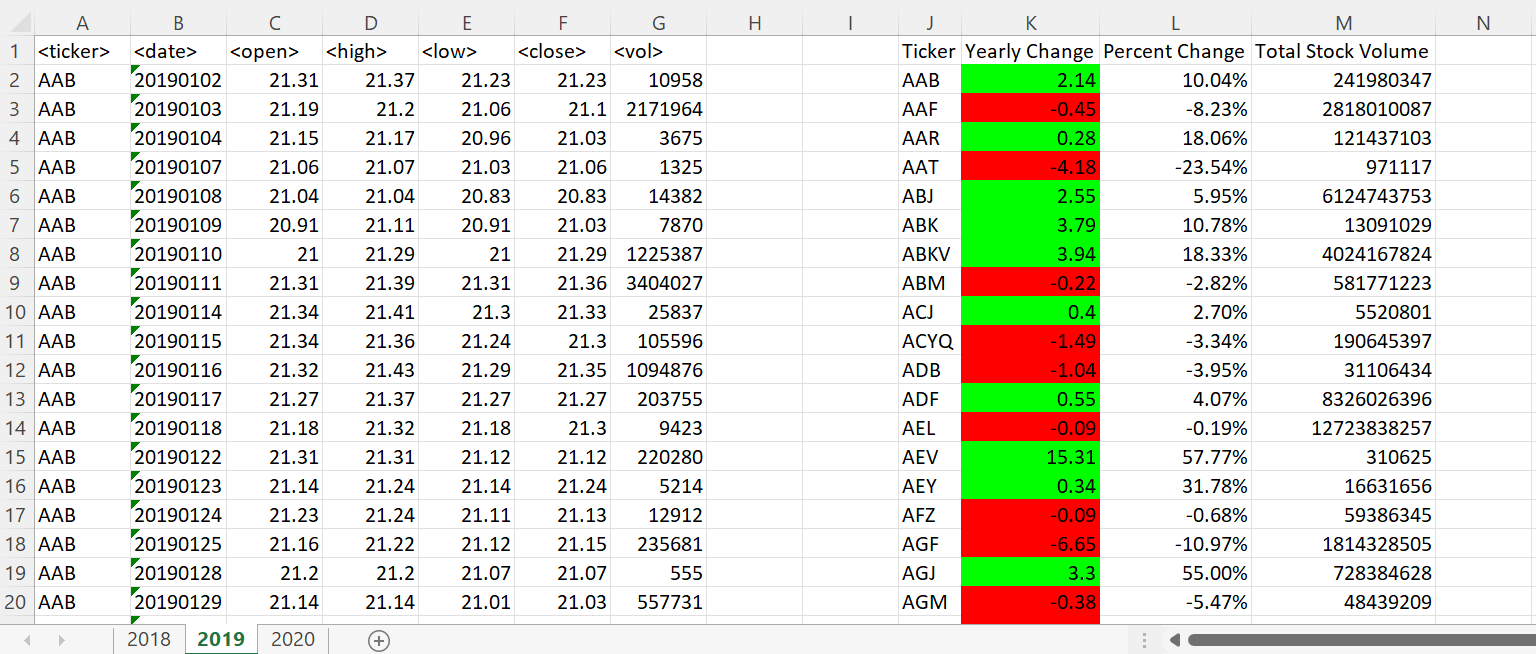 A B C D E F G H I J K L M N
1 <ticker> <date> <open> <high> <low> <close> <vol> Ticker Yearly Change Percent Change Total Stock Volume
2 AAB 20190102 21.31 21.37 21.23 21.23 10958 AAB 2.14 10.04% 241980347
3 AAB 20190103 21.19 21.2 21.06 21.1 2171964 AAF -0.45 -8.23% 2818010087
4 AAB 20190104 21.15 21.17 20.96 21.03 3675 AAR 0.28 18.06% 121437103
5 AAB 20190107 21.06 21.07 21.03 21.06 1325 AAT -4.18 -23.54% 971117
6 AAB 20190108 21.04 21.04 20.83 20.83 14382 ABJ 2.55 5.95% 6124743753
7 AAB 20190109 20.91 21.11 20.91 21.03 7870 ABK 3.79 10.78% 13091029
8 AAB 20190110 21 21.29 21 21.29 1225387 ABKV 3.94 18.33% 4024167824
9 AAB 20190111 21.31 21.39 21.31 21.36 3404027 ABM -0.22 -2.82% 581771223
10 AAB 20190114 21.34 21.41 21.3 21.33 25837 ACJ 0.4 2.70% 5520801
11 AAB 20190115 21.34 21.36 21.24 21.3 105596 ACYQ -1.49 -3.34% 190645397
12 AAB 20190116 21.32 21.43 21.29 21.35 1094876 ADB -1.04 -3.95% 31106434
13 AAB 20190117 21.27 21.37 21.27 21.27 203755 ADF 0.55 4.07% 8326026396
14 AAB 20190118 21.18 21.32 21.18 21.3 9423 AEL -0.09 -0.19% 12723838257
15 AAB 20190122 21.31 21.31 21.12 21.12 220280 AEV 15.31 57.77% 310625
16 AAB 20190123 21.14 21.24 21.14 21.24 5214 AEY 0.34 31.78% 16631656
17 AAB 20190124 21.23 21.24 21.11 21.13 12912 AFZ -0.09 -0.68% 59386345
18 AAB 20190125 21.16 21.22 21.12 21.15 235681 AGF -6.65 -10.97% 1814328505
19 AAB 20190128 21.2 21.2 21.07 21.07 555 AGJ 3.3 55.00% 728384628
20 AAB 20190129 21.14 21.14 21.01 21.03 557731 AGM -0.38 -5.47% 48439209
2018 2019 2020